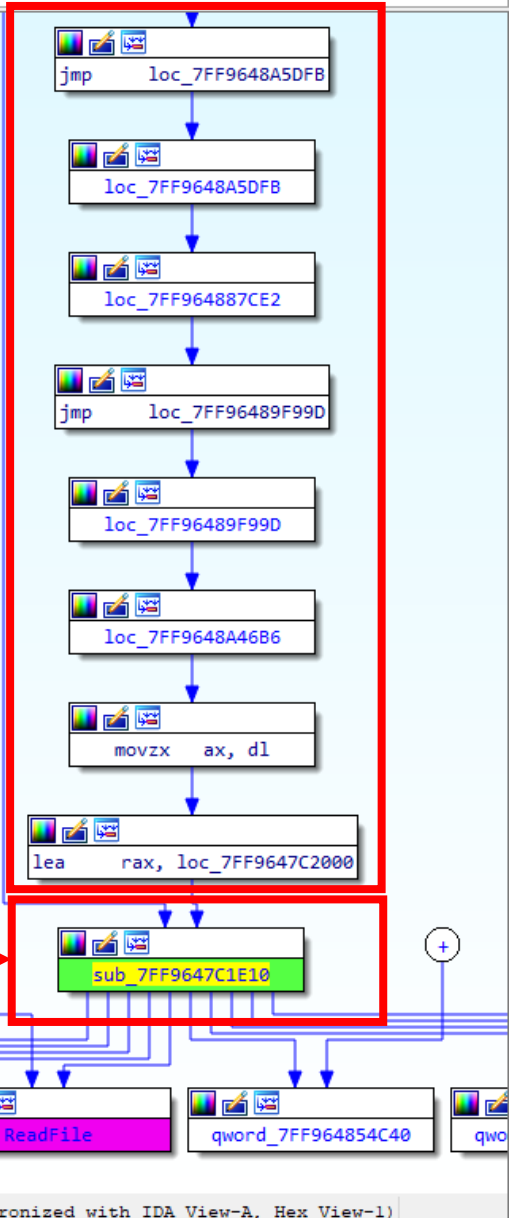 jmp loc_7FF9648A5DFB
loc_7FF9648A5DFB
loc_7FF964887CE2
jmp loc_7FF96489F99D
loc_7FF96489F99D
loc_7FF9648A46B6
movzx ax, dl
lea rax, loc_7FF9647C2000
sub_7FF9647C1E10
+
ReadFile qword_7FF964854C40 qwo
ronized with IDA View-A, Hex View-1)